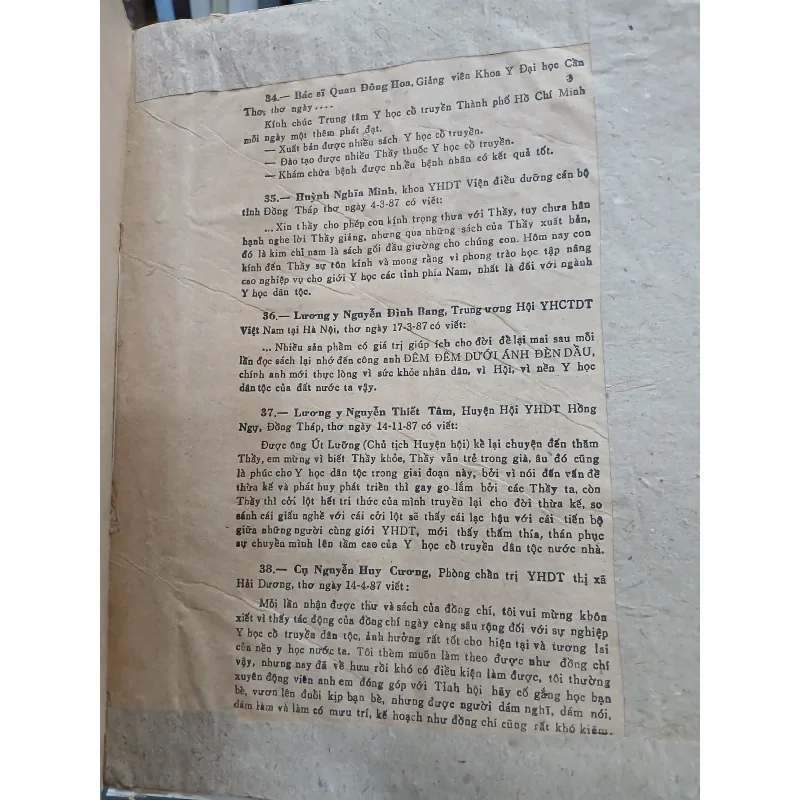 34.— Bác sĩ Quan Đông Hoa, Giảng viên Khoa Y Đại học Cần
Thơ, thơ ngày ....
Kính chúc Trung tâm Y học cổ truyền Thành phố Hồ Chí Minh
mỗi ngày một thêm phát đạt.
— Xuất bản được nhiều sách Y học cổ truyền.
— Đào tạo được nhiều Thầy thuốc Y học cổ truyền.
— Khám chữa bệnh được nhiều bệnh nhân có kết quả tốt.
35.— Huỳnh Nghĩa Minh, khoa YHDT Viện điều dưỡng cán bộ
tỉnh Đồng Tháp thơ ngày 4-3-87 có viết:
... Xin thầy cho phép con kính trọng thưa với Thầy, tuy chưa hân
hạnh nghe lời Thầy giảng, nhưng qua những sách của Thầy xuất bản,
đó là kim chỉ nam là sách gối đầu giường cho chúng con. Hôm nay con
kính đến Thầy sự tôn kính và mong rằng vì phong trào học tập nâng
cao nghiệp vụ cho giới Y học các tỉnh phía Nam, nhất là đối với ngành
Y học dân tộc.
36.— Lương y Nguyễn Đình Bang, Trung ương Hội YHCTDT
Việt Nam tại Hà Nội, thơ ngày 17-3-87 có viết:
... Nhiều sản phẩm có giá trị giúp ích cho đời để lại mai sau mỗi
lần đọc sách lại nhớ đến công anh ĐÊM ĐÊM DƯỚI ÁNH ĐÈN DẦU,
chính anh mới thực lòng vì sức khỏe nhân dân, vì Hội, vì nền Y học
dân tộc của đất nước ta vậy.
37.— Lương y Nguyễn Thiết Tâm, Huyện Hội YHDT Hồng
Ngự, Đồng Tháp, thơ ngày 14-11-87 có viết:
Được ông Út Lưỡng (Chủ tịch Huyện hội) kể lại chuyện đến thăm
Thầy, em mừng vì biết Thầy khỏe, Thầy vẫn trẻ trong già, âu đó cũng
là phúc cho Y học dân tộc trong giai đoạn này, bởi vì nói đến vấn đề
thừa kế và phát huy phát triển thì gay go lắm bởi các Thầy ta, còn
Thầy thì cởi lột hết tri thức của mình truyền lại cho đời thừa kế, so
sánh cái giấu nghề với cái cởi lột sẽ thấy cái lạc hậu với cái tiến bộ
giữa những người cùng giới YHDT, mới thấy thấm thía, thán phục
sự chuyển mình lên tầm cao của Y học cổ truyền dân tộc nước nhà.
38.— Cụ Nguyễn Huy Cương, Phòng chẩn trị YHDT thị xã
Hải Dương, thơ ngày 14-4-87 viết:
Mỗi lần nhận được thư và sách của đồng chí, tôi vui mừng khôn
xiết vì thấy tác động của đồng chí ngày càng sâu rộng đối với sự nghiệp
Y học cổ truyền dân tộc, ảnh hưởng rất tốt cho hiện tại và tương lai
của nền y học nước ta. Tôi thèm muốn làm theo được như đồng chí
vậy, nhưng nay đã về hưu rồi khó có điều kiện làm được, tôi thường
xuyên động viên anh em đóng góp với Tỉnh hội hãy cố gắng học bạn
bè, vươn lên đuổi kịp bạn bè, nhưng được người dám nghĩ, dám nói,
dám làm và làm có mưu trí, kế hoạch như đồng chí cũng rất khó kiếm.